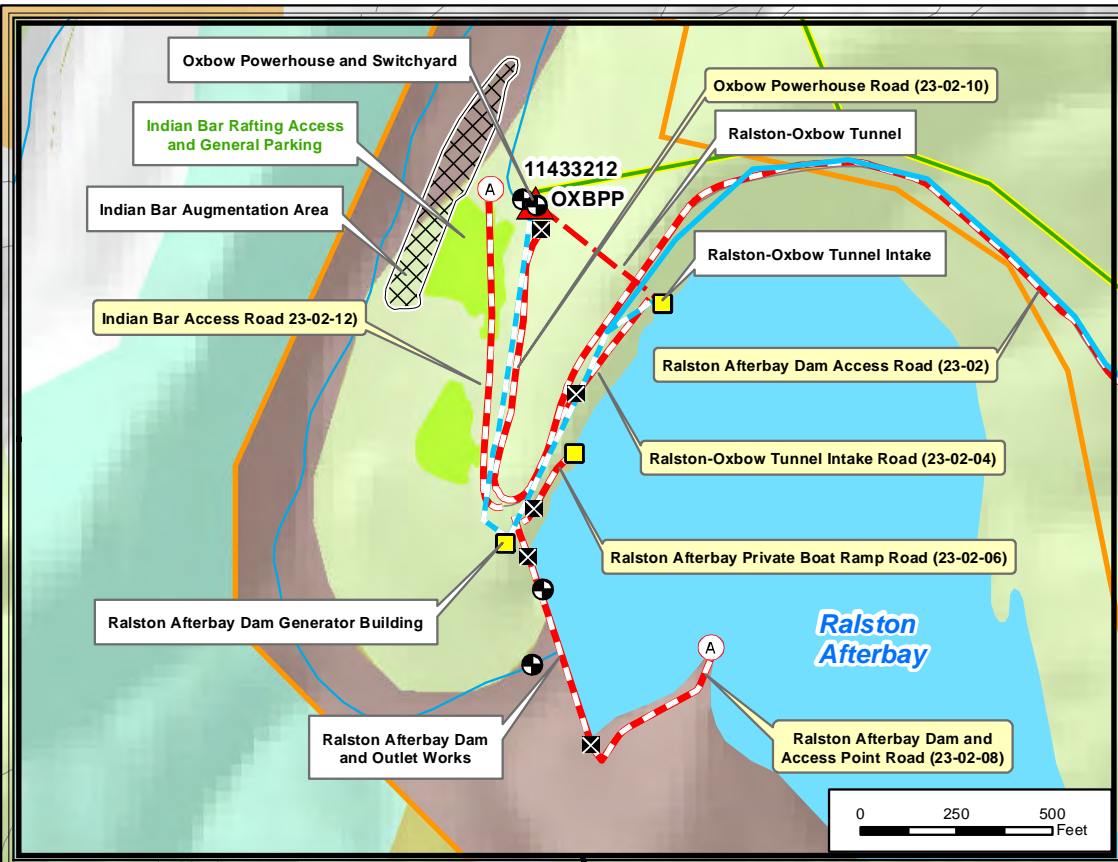 Oxbow Powerhouse and Switchyard
Oxbow Powerhouse Road (23-02-10)
Indian Bar Rafting Access
and General Parking
Ralston-Oxbow Tunnel
11433212
A
OXBPP
Indian Bar Augmentation Area
Ralston-Oxbow Tunnel Intake
Indian Bar Access Road 23-02-12)
Ralston Afterbay Dam Access Road (23-02)
Ralston-Oxbow Tunnel Intake Road (23-02-04)
Ralston Afterbay Private Boat Ramp Road (23-02-06)
Ralston Afterbay Dam Generator Building
Ralston
Afterbay
A
Ralston Afterbay Dam
and Outlet Works
Ralston Afterbay Dam and
Access Point Road (23-02-08)
0 250 500
Feet